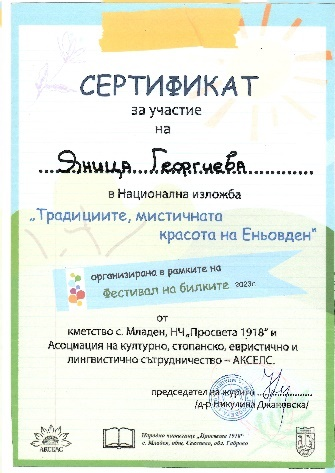 СЕРТИФИКАТ
за участие
на
Яница Георгиева
в Национална изложба
„Традициите, мистичната
красота на Еньовден“
организирана в рамките на
Фестивал на билките 2023г.
от
кметство с. Младен, НЧ„Просвета 1918“ и
Асоциация на културно, стопанско, евристично и
лингвистично сътрудничество – АКСЕЛС.
председател на журито
/д-р Никулина Джановска/
Народно читалище „Просвета 1918“
с. Младен, общ. Севлиево, обл. Габрово